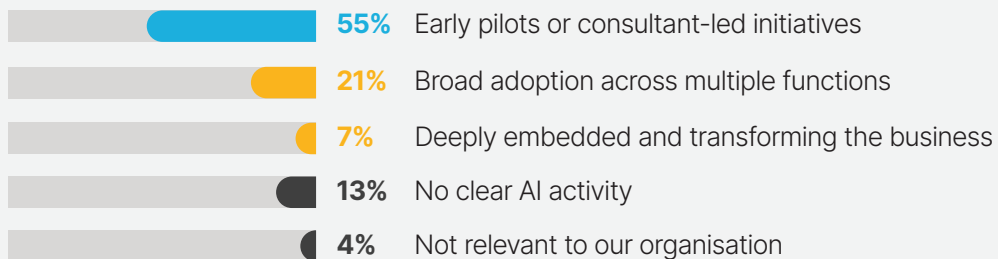 55% Early pilots or consultant-led initiatives
21% Broad adoption across multiple functions
7% Deeply embedded and transforming the business
13% No clear AI activity
4% Not relevant to our organisation